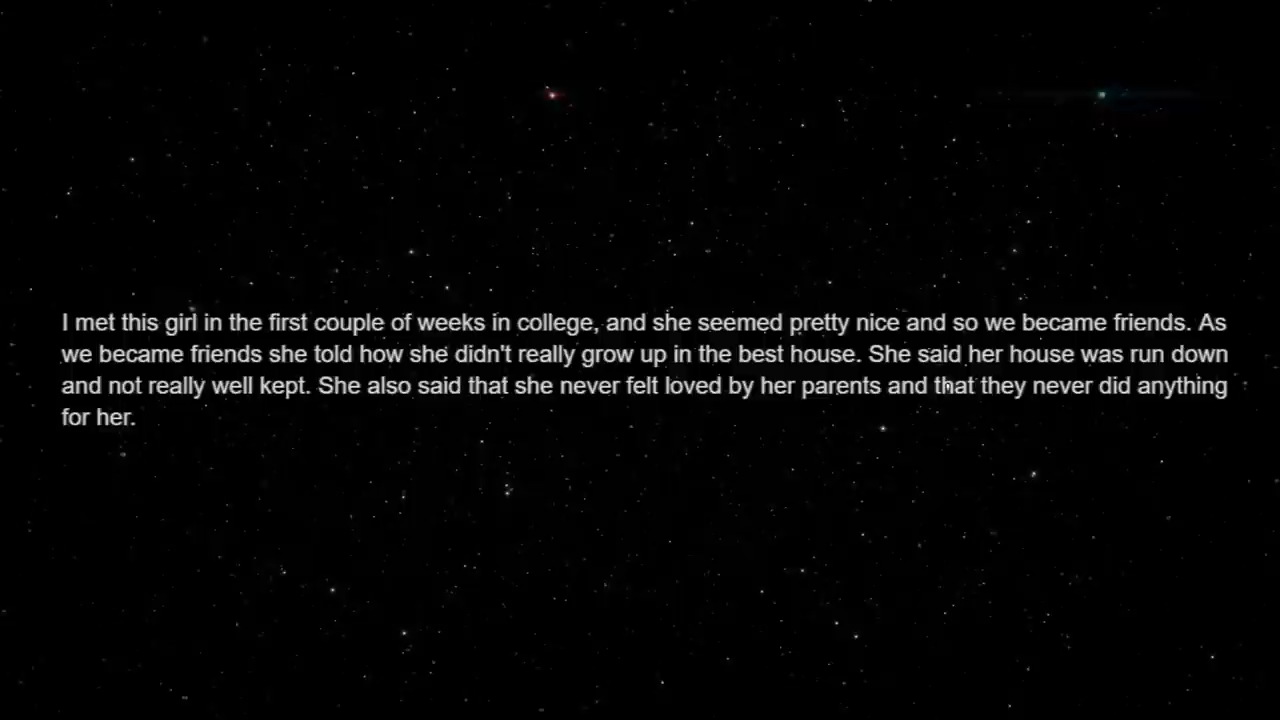 I met this girl in the first couple of weeks in college, and she seemed pretty nice and so we became friends. As
we became friends she told how she didn't really grow up in the best house. She said her house was run down
and not really well kept. She also said that she never felt loved by her parents and that they never did anything
for her.